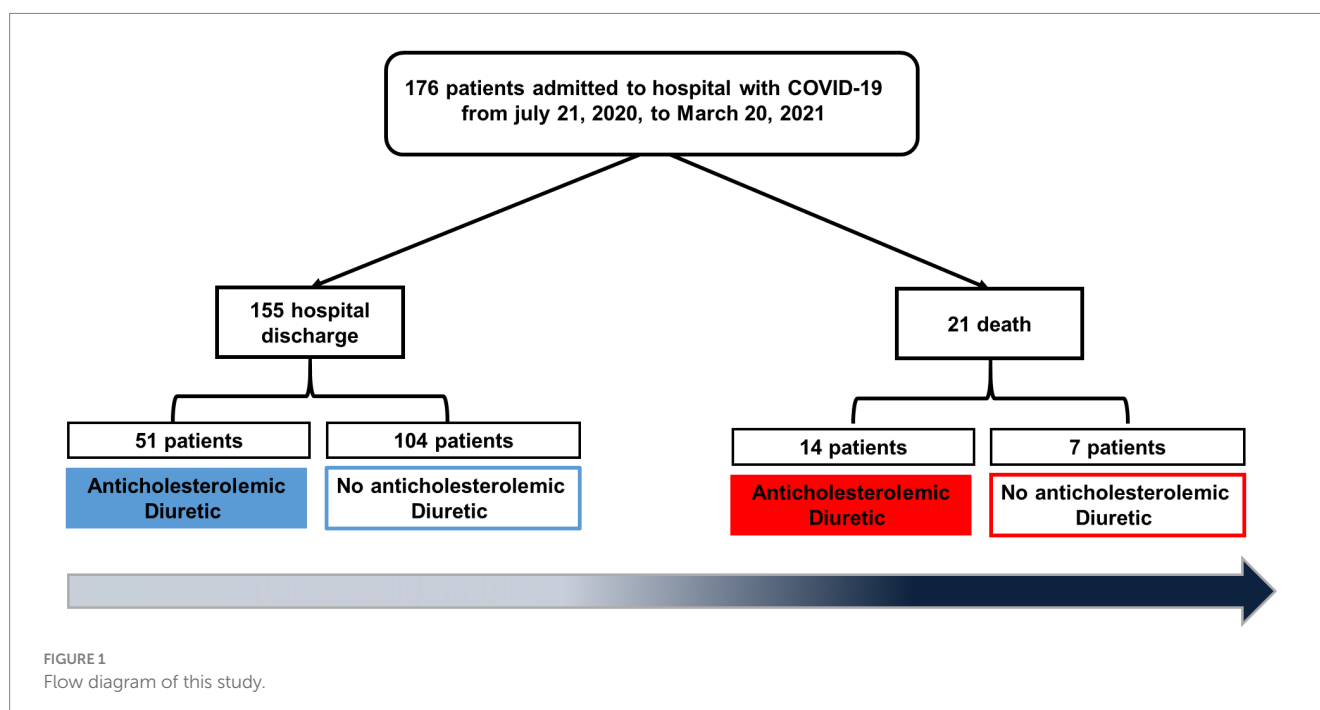 176 patients admitted to hospital with COVID-19
from july 21, 2020, to March 20, 2021
155 hospital
discharge
21 death
51 patients
104 patients
14 patients
7 patients
Anticholesterolemic
Diuretic
No anticholesterolemic
Diuretic
Anticholesterolemic
Diuretic
No anticholesterolemic
Diuretic
FIGURE 1
Flow diagram of this study.